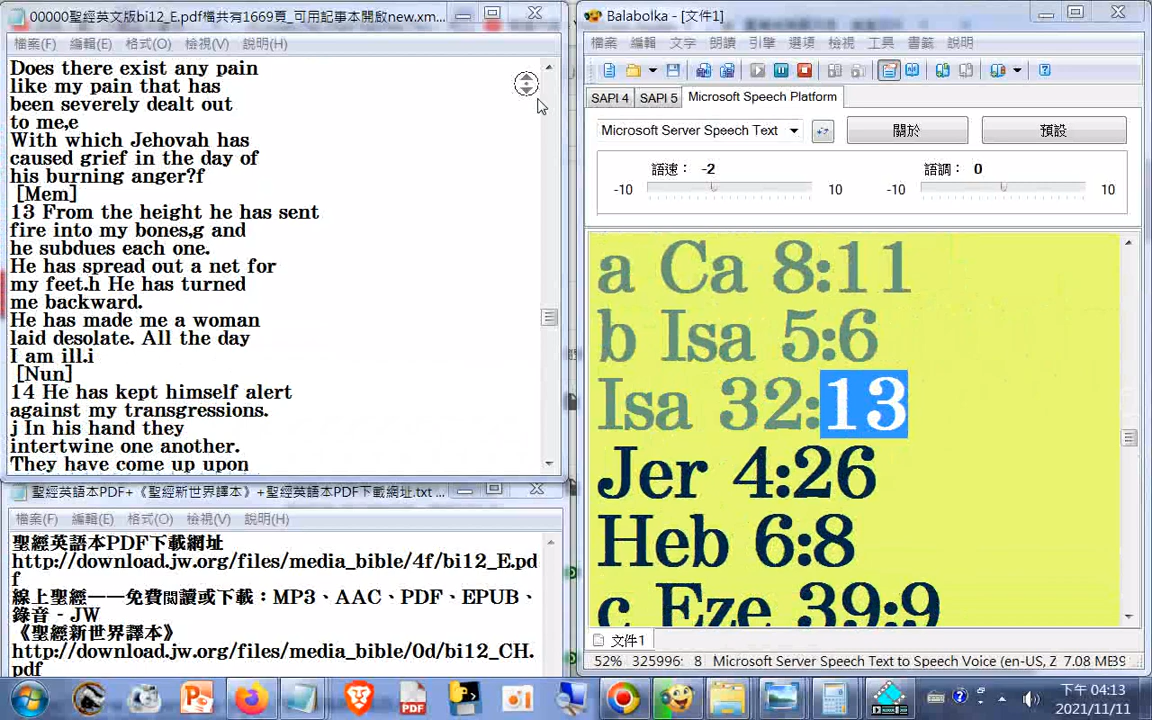 00000聖經英文版bi12_E.pdf檔共有1669頁_可用記事本開啟new.xm...
檔案(F) 編輯(E) 格式(O) 檢視(V) 說明(H)
Does there exist any pain
like my pain that has
been severely dealt out
to me,e
With which Jehovah has
caused grief in the day of
his burning anger?f
[Mem]
13 From the height he has sent
fire into my bones,g and
he subdues each one.
He has spread out a net for
my feet.h He has turned
me backward.
He has made me a woman
laid desolate. All the day
I am ill.i
[Nun]
14 He has kept himself alert
against my transgressions.
j In his hand they
intertwine one another.
They have come up upon
聖經英語本PDF+《聖經新世界譯本》+聖經英語本PDF下載網址.txt ...
檔案(F) 編輯(E) 格式(O) 檢視(V) 說明(H)
聖經英語本PDF下載網址
http://download.jw.org/files/media_bible/4f/bi12_E.pd
f
線上聖經──免費閱讀或下載：MP3、AAC、PDF、EPUB、
錄音 - JW
《聖經新世界譯本》
http://download.jw.org/files/media_bible/0d/bi12_CH.
pdf
Balabolka - [文件1]
檔案 編輯 文字 朗讀 引擎 選項 檢視 工具 書籤 說明
SAPI 4 SAPI 5 Microsoft Speech Platform
Microsoft Server Speech Text 關於 預設
語速： -2 語調： 0
-10 10 -10 10
a Ca 8:11
b Isa 5:6
Isa 32:13
Jer 4:26
Heb 6:8
c Eze 39:9
文件1
52% 325996: 8 Microsoft Server Speech Text to Speech Voice (en-US, Z 7.08 MB
PDF
下午 04:13
2021/11/11